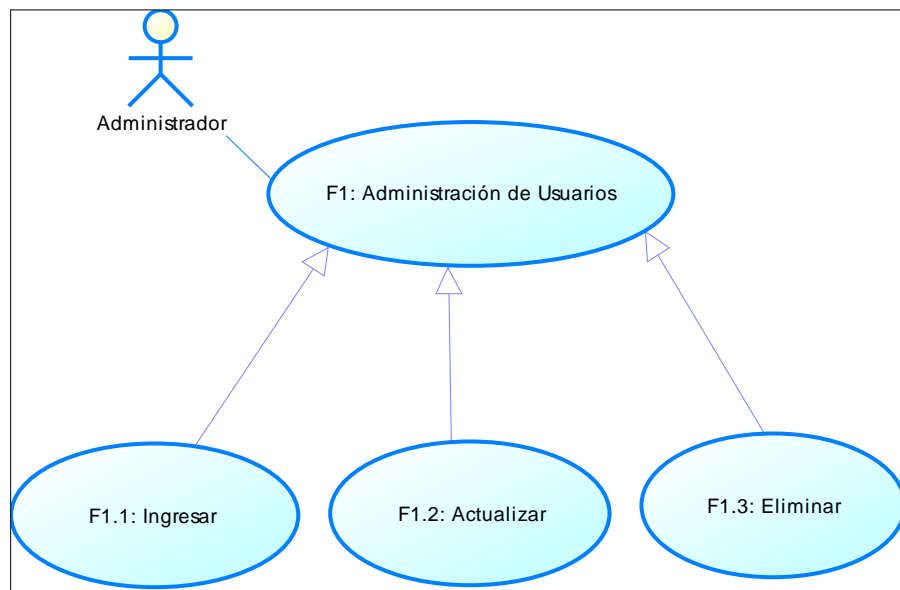 Administrador
F1: Administración de Usuarios
F1.1: Ingresar
F1.2: Actualizar
F1.3: Eliminar